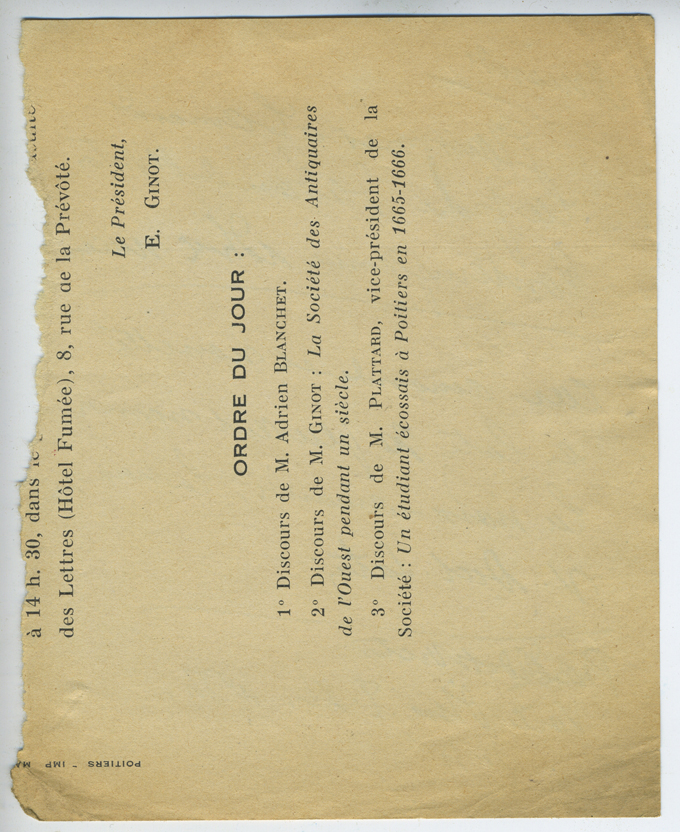 à 14 h. 30, dans
des Lettres (Hôtel Fumée), 8, rue de la Prévôté.
Le Président,
E. GINOT.
ORDRE DU JOUR :
1° Discours de M. Adrien BLANCHET.
2° Discours de M. GINOT : La Société des Antiquaires
de l'Ouest pendant un siècle.
3° Discours de M. PLATTARD, vice-président de la
Société : Un étudiant écossais à Poitiers en 1665-1666.
POITIERS - IMP